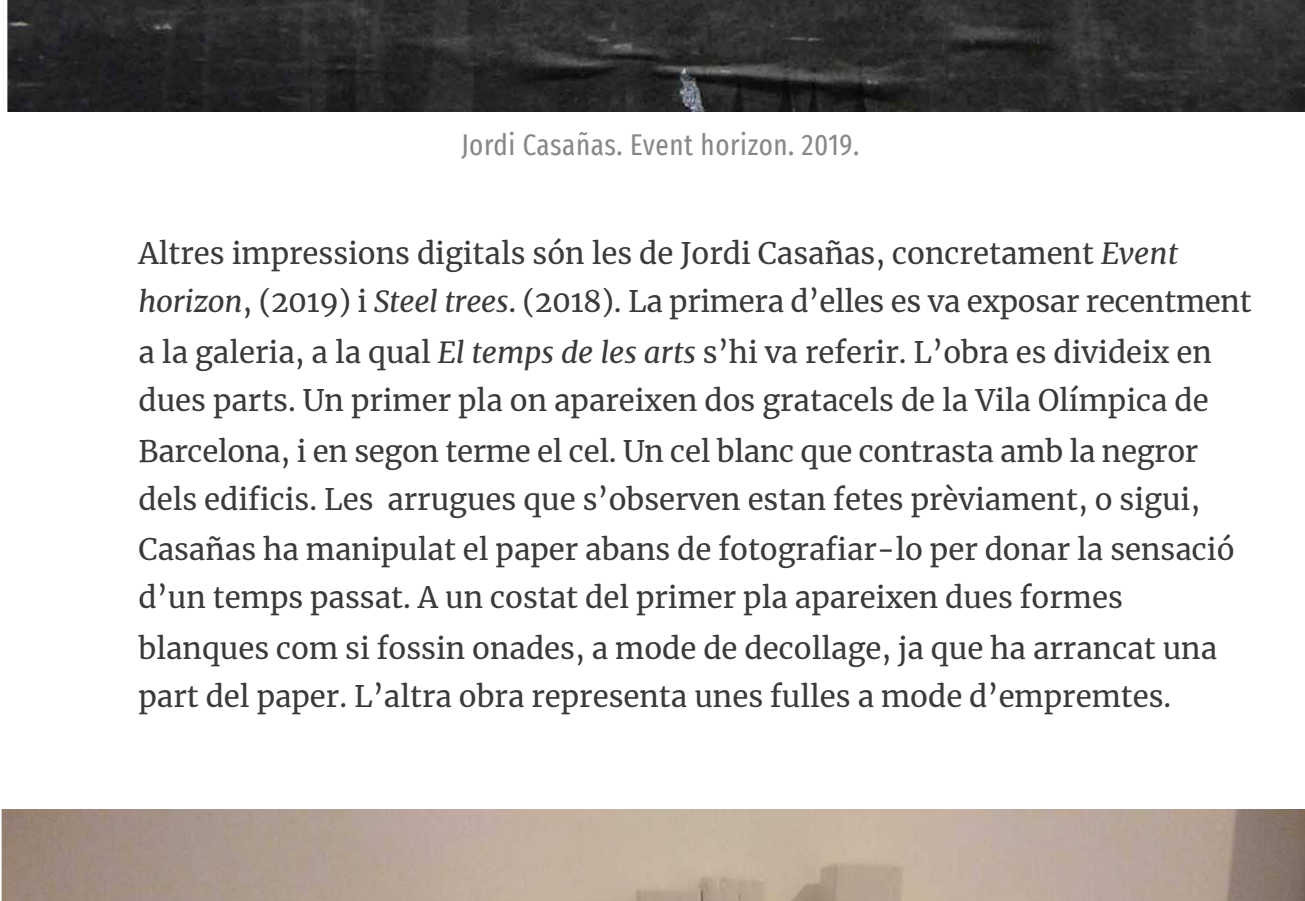 Jordi Casañas. Event horizon. 2019.
Altres impressions digitals són les de Jordi Casañas, concretament Event
horizon, (2019) i Steel trees. (2018). La primera d’elles es va exposar recentment
a la galeria, a la qual El temps de les arts s’hi va referir. L’obra es divideix en
dues parts. Un primer pla on apareixen dos gratacels de la Vila Olímpica de
Barcelona, i en segon terme el cel. Un cel blanc que contrasta amb la negror
dels edificis. Les  arrugues que s’observen estan fetes prèviament, o sigui,
Casañas ha manipulat el paper abans de fotografiar-lo per donar la sensació
d’un temps passat. A un costat del primer pla apareixen dues formes
blanques com si fossin onades, a mode de decollage, ja que ha arrancat una
part del paper. L’altra obra representa unes fulles a mode d’empremtes.